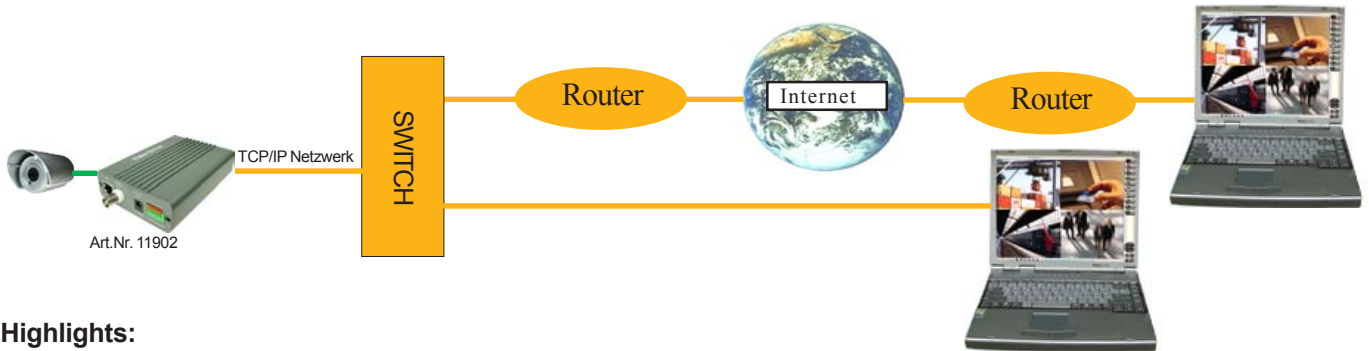 Router
Internet
Router
SWITCH
TCP/IP Netzwerk
Art.Nr. 11902
Highlights: